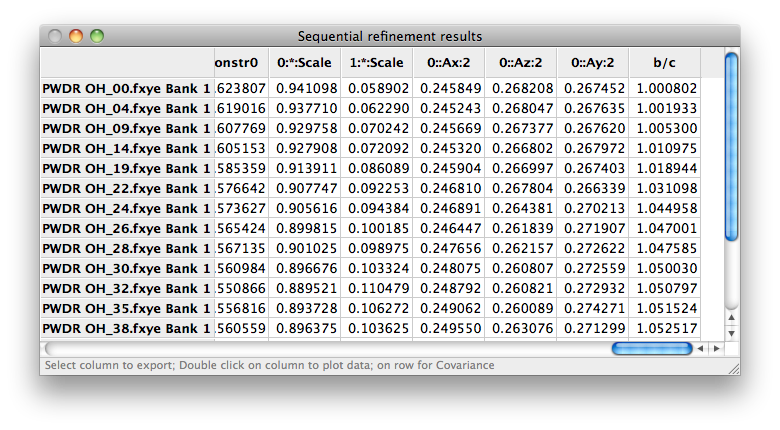 Sequential refinement results
onstr0 0:*:Scale 1:*:Scale 0::Ax:2 0::Az:2 0::Ay:2 b/c
PWDR OH_00.fxye Bank 1 .623807 0.941098 0.058902 0.245849 0.268208 0.267452 1.000802
PWDR OH_04.fxye Bank 1 .619016 0.937710 0.062290 0.245243 0.268047 0.267635 1.001933
PWDR OH_09.fxye Bank 1 .607769 0.929758 0.070242 0.245669 0.267377 0.267620 1.005300
PWDR OH_14.fxye Bank 1 .605153 0.927908 0.072092 0.245320 0.266802 0.267972 1.010975
PWDR OH_19.fxye Bank 1 .585359 0.913911 0.086089 0.245904 0.266997 0.267403 1.018944
PWDR OH_22.fxye Bank 1 .576642 0.907747 0.092253 0.246810 0.267804 0.266339 1.031098
PWDR OH_24.fxye Bank 1 .573627 0.905616 0.094384 0.246891 0.264381 0.270213 1.044958
PWDR OH_26.fxye Bank 1 .565424 0.899815 0.100185 0.246447 0.261839 0.271907 1.047001
PWDR OH_28.fxye Bank 1 .567135 0.901025 0.098975 0.247656 0.262157 0.272622 1.047585
PWDR OH_30.fxye Bank 1 .560984 0.896676 0.103324 0.248075 0.260807 0.272559 1.050030
PWDR OH_32.fxye Bank 1 .550866 0.889521 0.110479 0.248792 0.260821 0.272932 1.050797
PWDR OH_35.fxye Bank 1 .556816 0.893728 0.106272 0.249062 0.260089 0.274271 1.051524
PWDR OH_38.fxye Bank 1 .560559 0.896375 0.103625 0.249550 0.263076 0.271299 1.052517
Select column to export; Double click on column to plot data; on row for Covariance